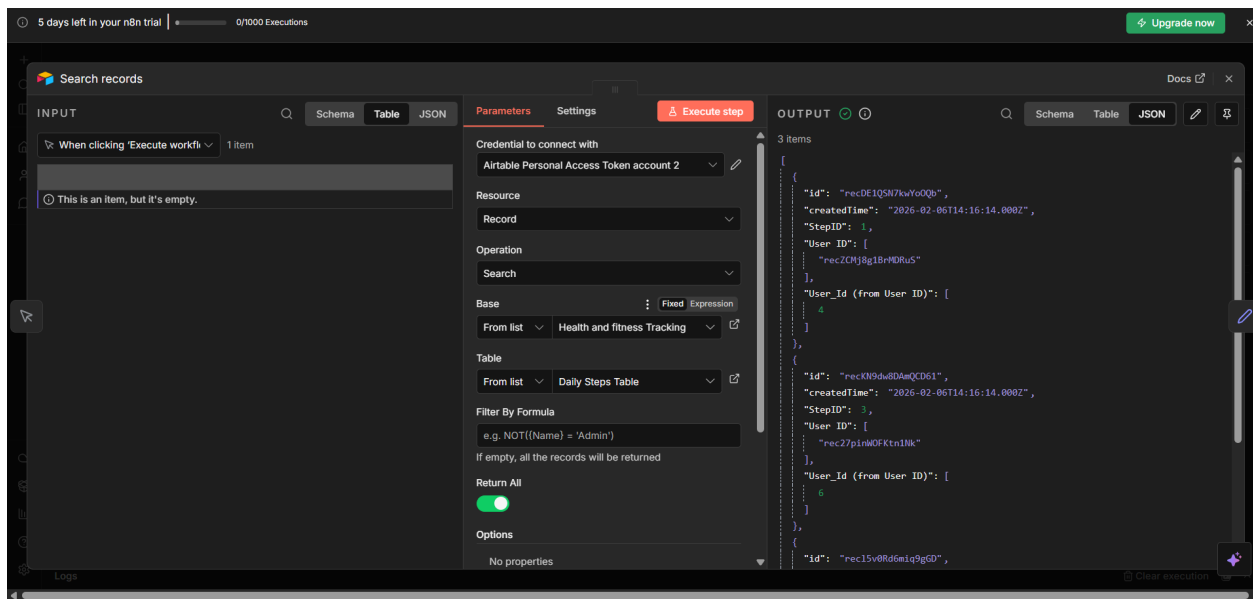 5 days left in your n8n trial 0/1000 Executions Upgrade now
Search records Docs
INPUT Schema Table JSON
When clicking ‘Execute workfl 1 item
This is an item, but it's empty.
Parameters Settings Execute step
Credential to connect with
Airtable Personal Access Token account 2
Resource
Record
Operation
Search
Base Fixed Expression
From list Health and fitness Tracking
Table
From list Daily Steps Table
Filter By Formula
e.g. NOT({Name} = 'Admin')
If empty, all the records will be returned
Return All
Options
No properties
OUTPUT Schema Table JSON
3 items
[
{
"id": "recDE1QSN7kwYoOQb",
"createdTime": "2026-02-06T14:16:14.000Z",
"StepID": 1,
"User ID": [
"recZCMj8g1BrMDRuS"
],
"User_Id (from User ID)": [
4
]
},
{
"id": "recKN9dw8DAmQCD61",
"createdTime": "2026-02-06T14:16:14.000Z",
"StepID": 3,
"User ID": [
"rec27pinWOFKtn1Nk"
],
"User_Id (from User ID)": [
6
]
},
{
"id": "recl5v0Rd6miq9gGD",
Logs Clear execution